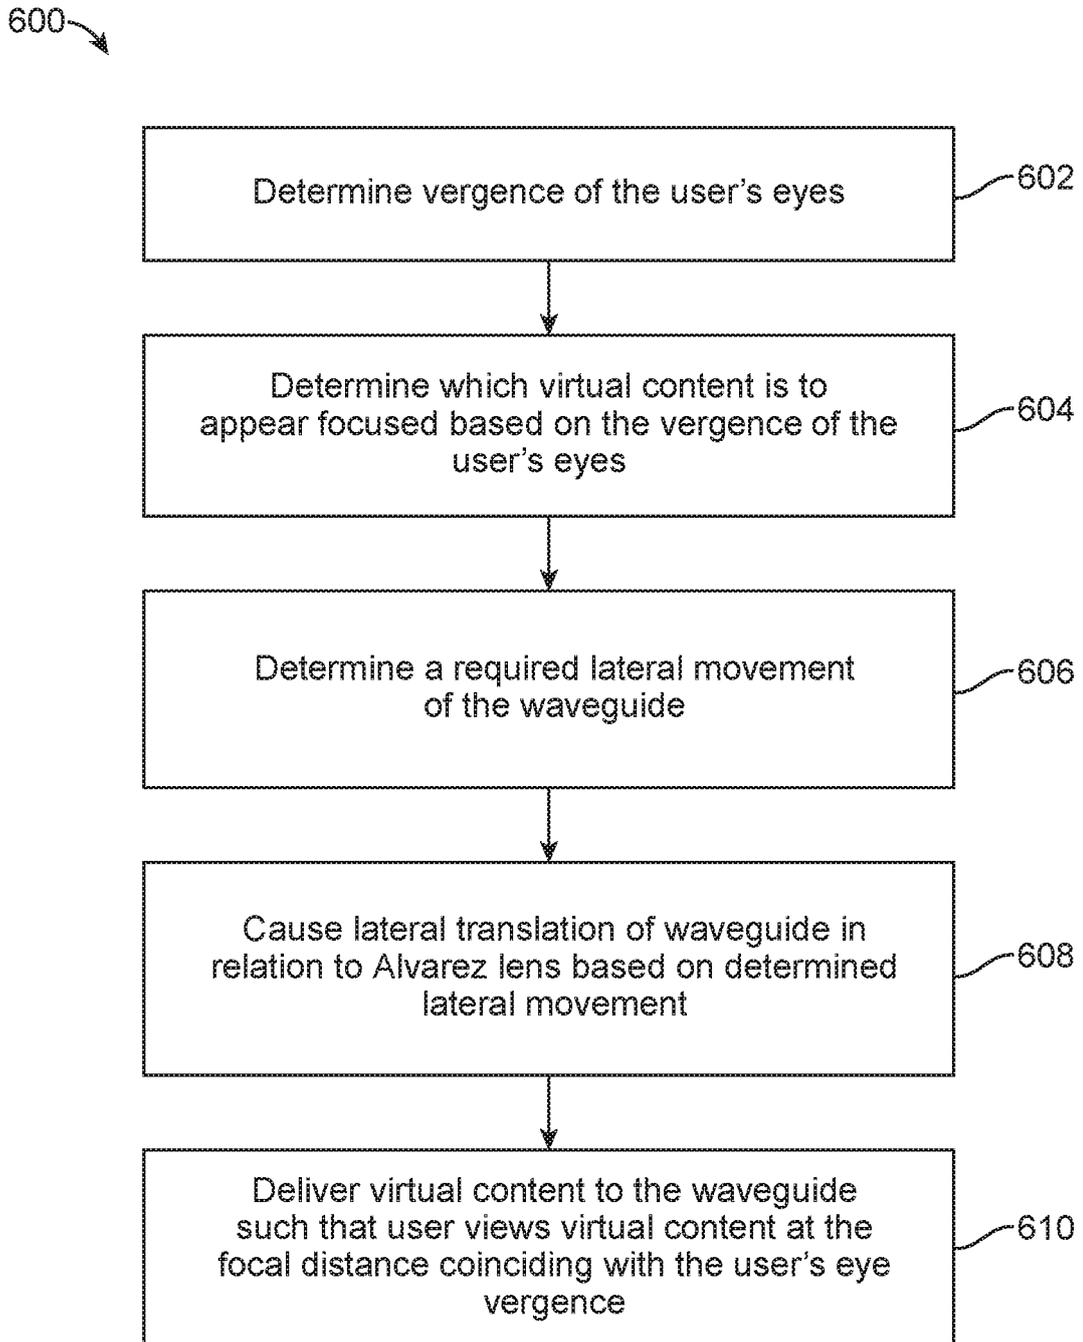 600
Determine vergence of the user's eyes
602
Determine which virtual content is to
appear focused based on the vergence of the
user's eyes
604
Determine a required lateral movement
of the waveguide
606
Cause lateral translation of waveguide in
relation to Alvarez lens based on determined
lateral movement
608
Deliver virtual content to the waveguide
such that user views virtual content at the
focal distance coinciding with the user's eye
vergence
610